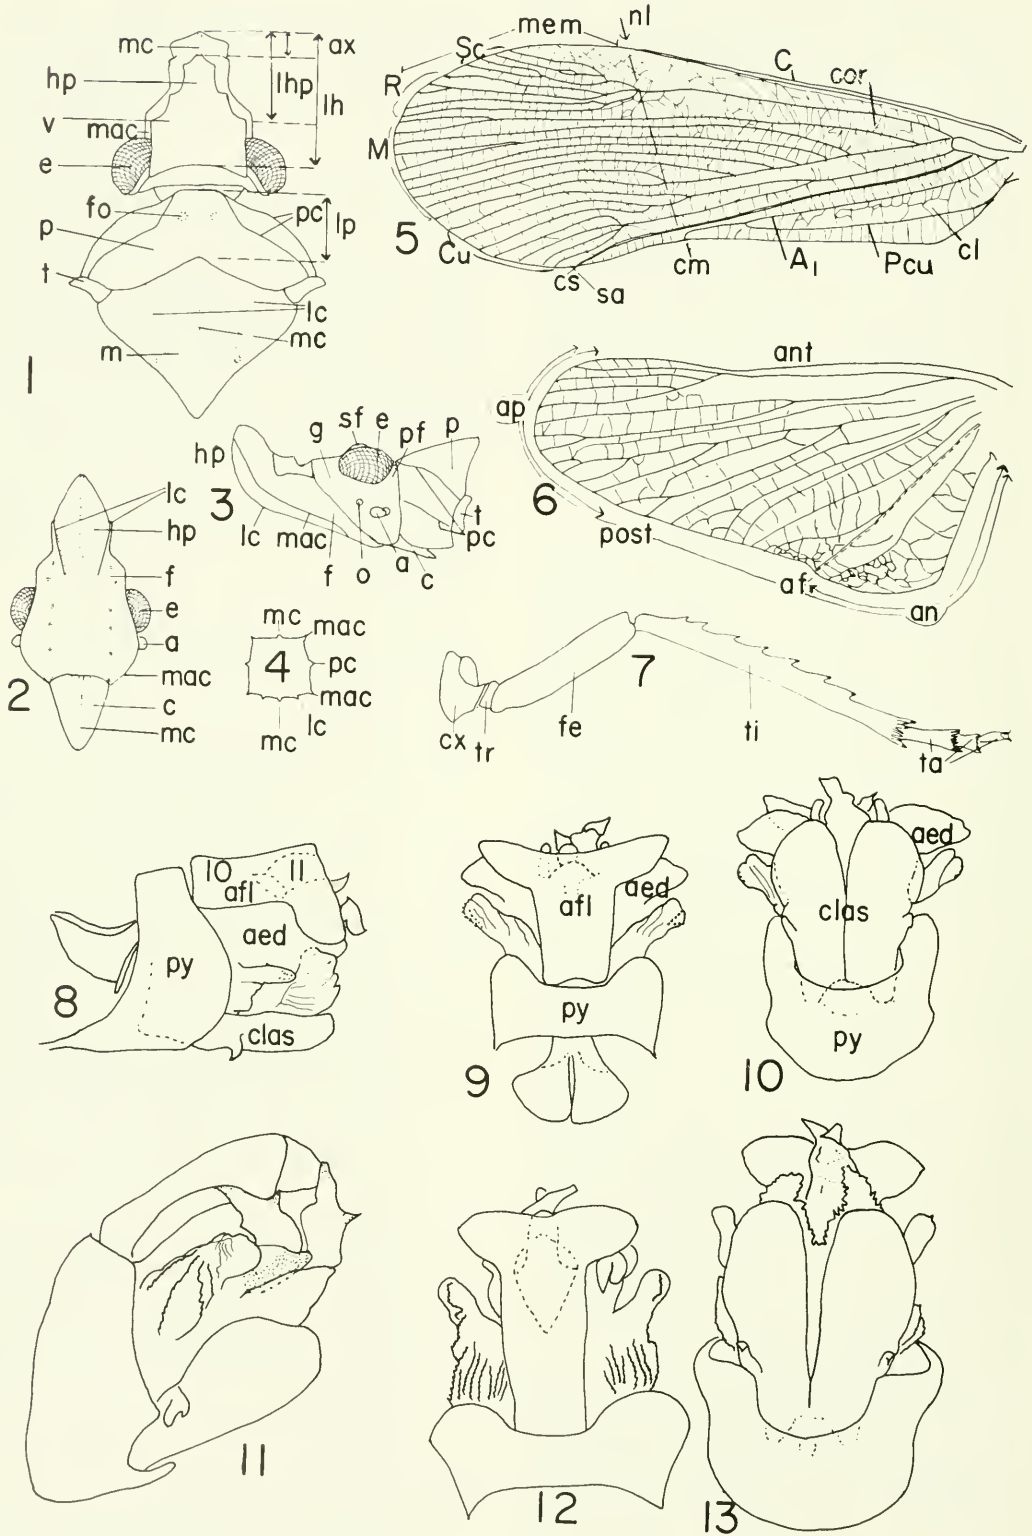 mc
ax
hp
lhp
lh
v
mac
e
fo
pc
p
lp
t
lc
mc
m
1
nl
mem
Sc
C
cor
R
M
5
Cu
cs
sa
cm
A1
Pcu
cl
lc
hp
f
e
a
mac
c
mc
2
g
sf
e
pf
p
hp
3
t
lc
mac
pc
f
o
a
c
mc
mac
4
pc
mac
lc
mc
ant
ap
6
post
af
an
7
cx
tr
fe
ti
ta
10
11
afl
aed
py
8
clas
afl
aed
py
9
aed
clas
py
10
11
12
13